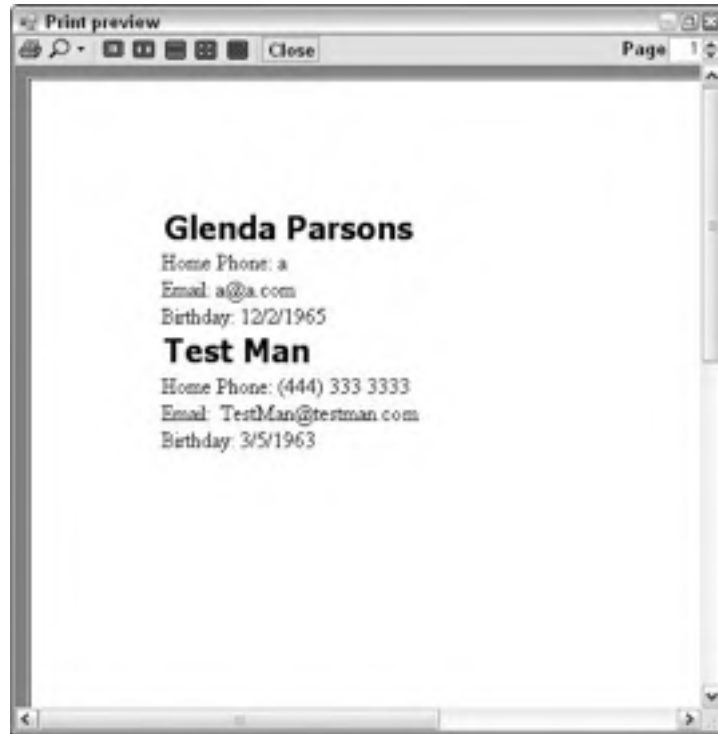 Print preview
Close Page 1
Glenda Parsons
Home Phone: a
Email: a@a.com
Birthday: 12/2/1965
Test Man
Home Phone: (444) 333 3333
Email: TestMan@testman.com
Birthday: 3/5/1963